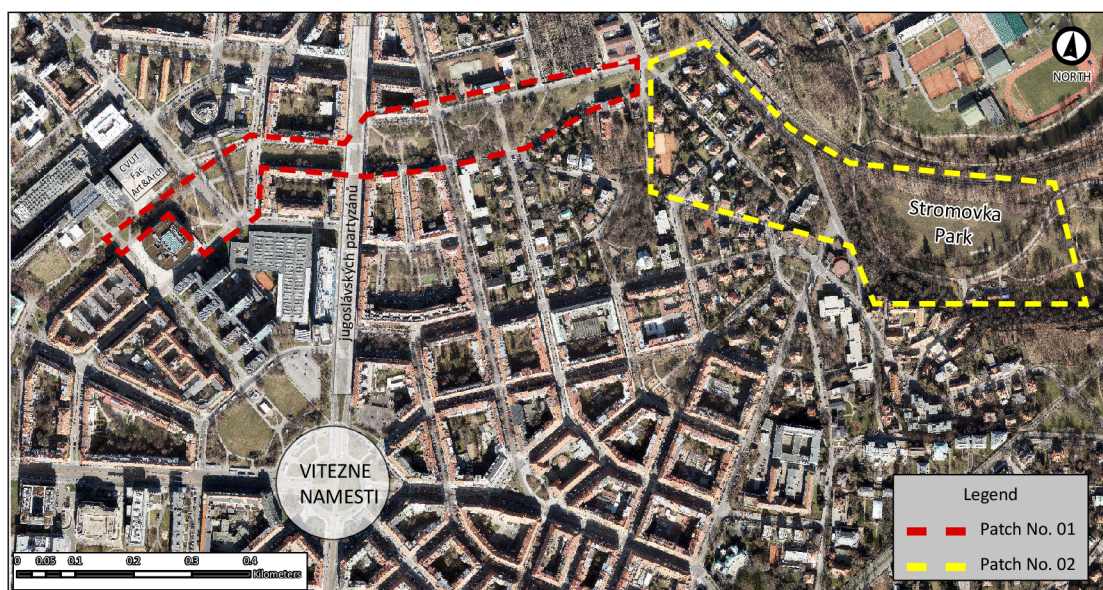 NORTH
CVUT
Fac
Art&Arch
jugoslávských partyzánů
Stromovka
Park
VITEZNE
NAMESTI
Legend
Patch No. 01
Patch No. 02
0 0.05 0.1 0.2 0.3 0.4
Kilometers